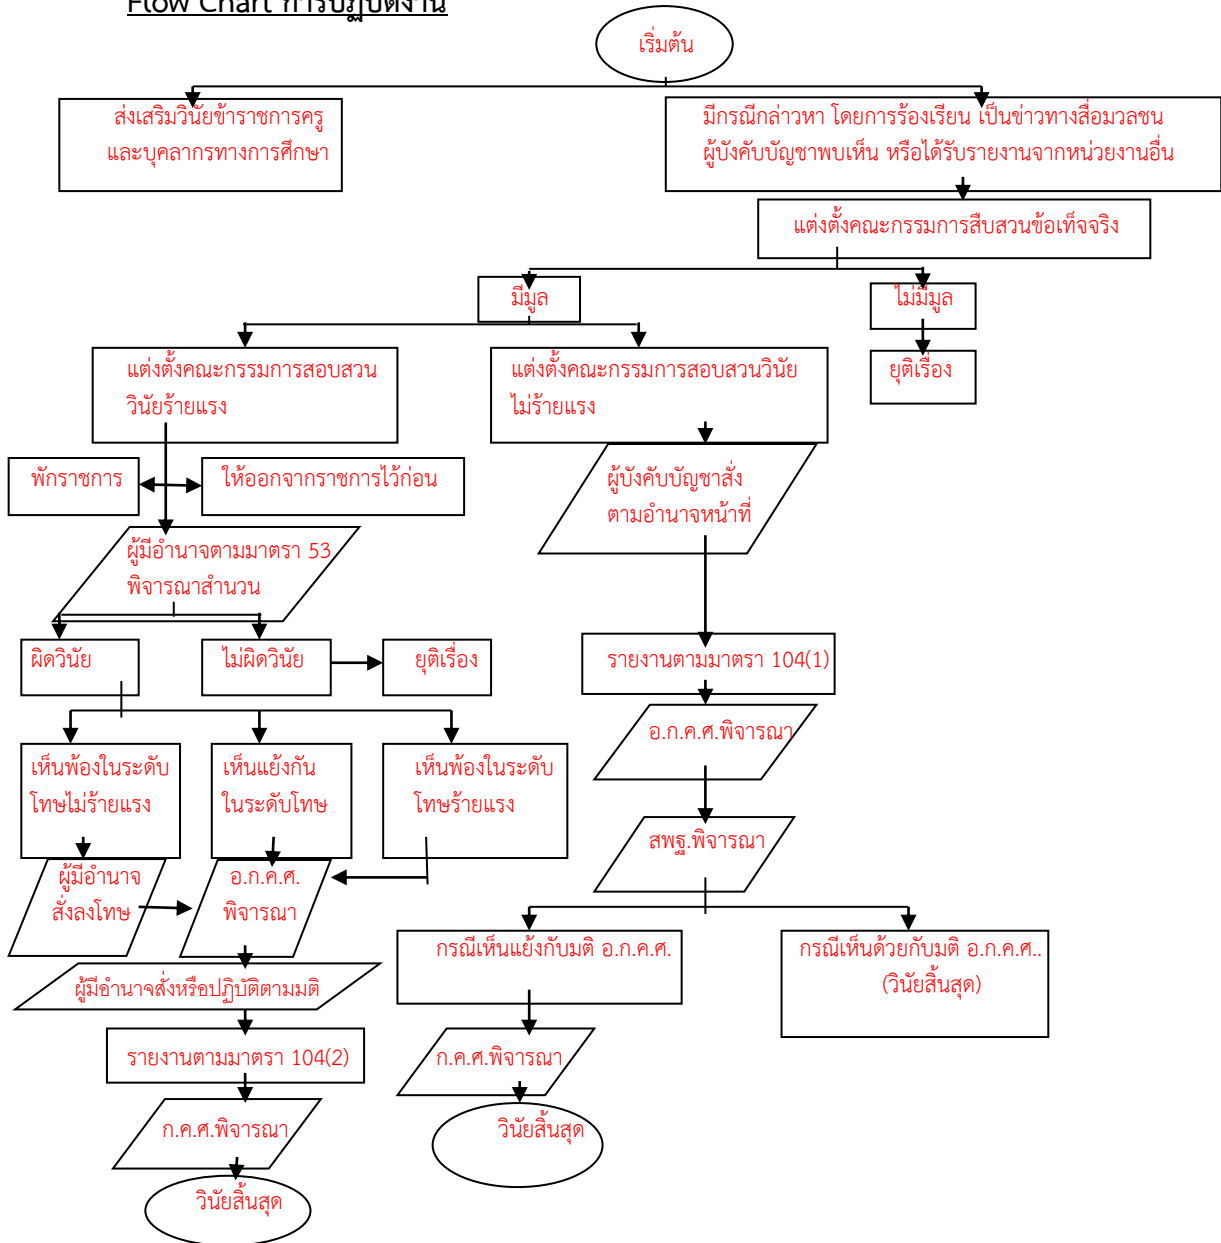 Flow Chart การปฏิบัติงาน
เริ่มต้น
ส่งเสริมวินัยข้าราชการครู
และบุคลากรทางการศึกษา
มีกรณีกล่าวหา โดยการร้องเรียน เป็นข่าวทางสื่อมวลชน
ผู้บังคับบัญชาพบเห็น หรือได้รับรายงานจากหน่วยงานอื่น
แต่งตั้งคณะกรรมการสืบสวนข้อเท็จจริง
มีมูล
ไม่มีมูล
แต่งตั้งคณะกรรมการสอบสวน
วินัยร้ายแรง
แต่งตั้งคณะกรรมการสอบสวนวินัย
ไม่ร้ายแรง
ยุติเรื่อง
พักราชการ
ให้ออกจากราชการไว้ก่อน
ผู้บังคับบัญชาสั่ง
ตามอำนาจหน้าที่
ผู้มีอำนาจตามมาตรา 53
พิจารณาสำนวน
ผิดวินัย
ไม่ผิดวินัย
ยุติเรื่อง
รายงานตามมาตรา 104(1)
อ.ก.ค.ศ.พิจารณา
เห็นพ้องในระดับ
โทษไม่ร้ายแรง
เห็นแย้งกัน
ในระดับโทษ
เห็นพ้องในระดับ
โทษร้ายแรง
สพฐ.พิจารณา
ผู้มีอำนาจ
สั่งลงโทษ
อ.ก.ค.ศ.
พิจารณา
กรณีเห็นแย้งกับมติ อ.ก.ค.ศ.
กรณีเห็นด้วยกับมติ อ.ก.ค.ศ..
(วินัยสิ้นสุด)
ผู้มีอำนาจสั่งหรือปฏิบัติตามมติ
รายงานตามมาตรา 104(2)
ก.ค.ศ.พิจารณา
ก.ค.ศ.พิจารณา
วินัยสิ้นสุด
วินัยสิ้นสุด